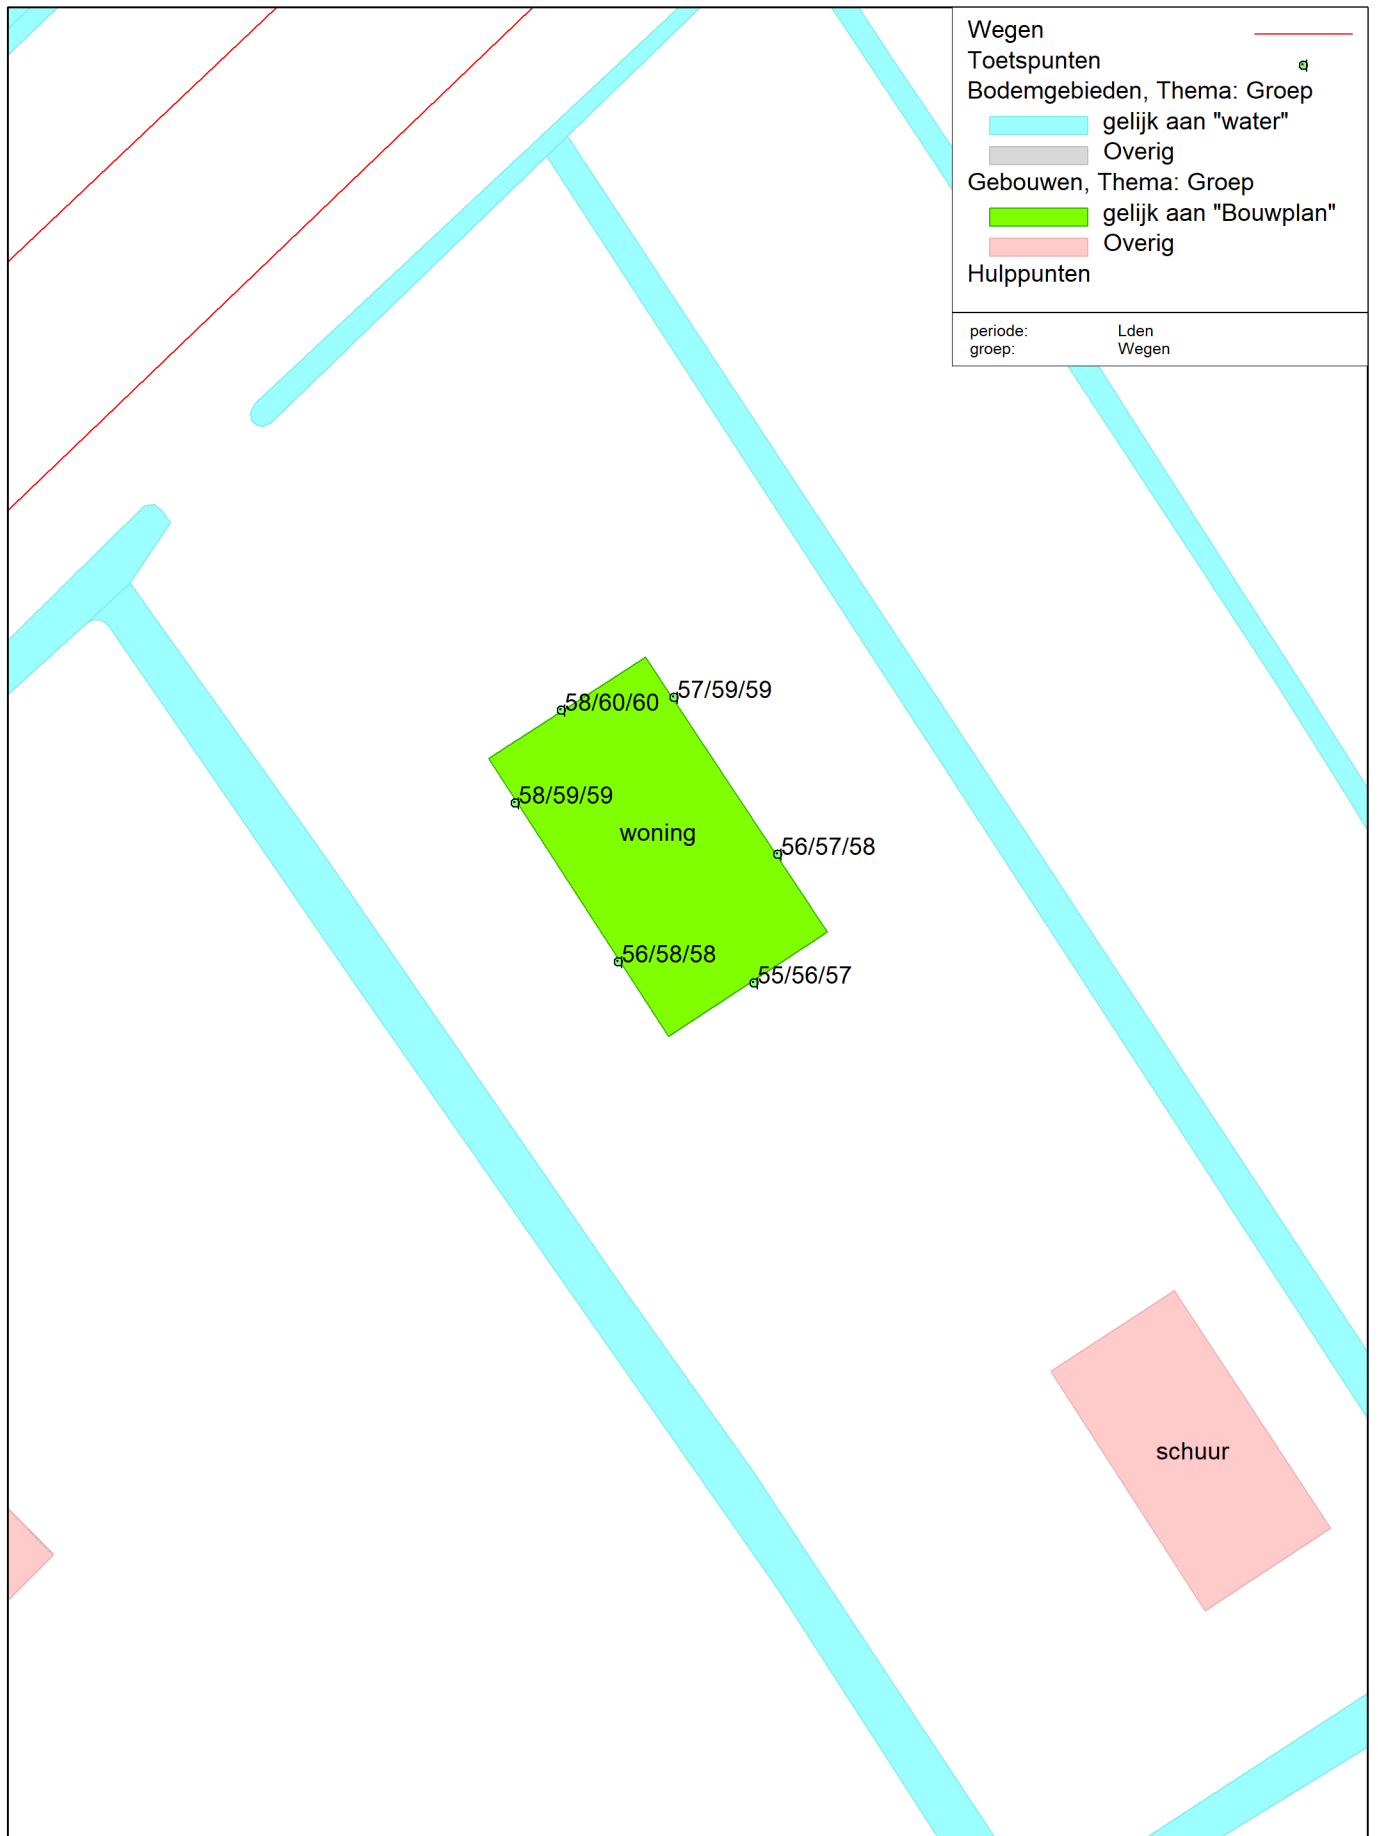 Wegen
Toetspunten
Bodemgebieden, Thema: Groep
gelijk aan "water"
Overig
Gebouwen, Thema: Groep
gelijk aan "Bouwplan"
Overig
Hulppunten
periode: Lden
groep: Wegen
57/59/59
58/60/60
58/59/59
woning
56/57/58
56/58/58
55/56/57
schuur